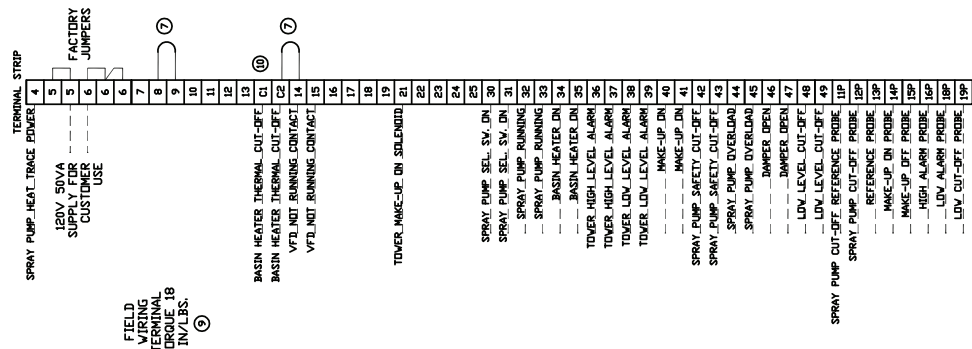 TERMINAL STRIP
FACTORY
JUMPERS
7
10
7
SPRAY PUMP HEAT TRACE POWER 4
5
120V 50VA
SUPPLY FOR 5
CUSTOMER 6
USE
6
6
7
8
9
10
11
12
13
BASIN HEATER THERMAL CUT-OFF C1
BASIN HEATER THERMAL CUT-OFF C2
VFD NOT RUNNING CONTACT 14
VFD NOT RUNNING CONTACT 15
16
17
18
19
TOWER MAKE-UP ON SOLENOID 21
22
23
24
25
SPRAY PUMP SEL. SW. ON 30
SPRAY PUMP SEL. SW. ON 31
SPRAY PUMP RUNNING 32
SPRAY PUMP RUNNING 33
BASIN HEATER ON 34
BASIN HEATER ON 35
TOWER HIGH LEVEL ALARM 36
TOWER HIGH LEVEL ALARM 37
TOWER LOW LEVEL ALARM 38
TOWER LOW LEVEL ALARM 39
MAKE-UP ON 40
MAKE-UP ON 41
SPRAY PUMP SAFETY CUT-OFF 42
SPRAY PUMP SAFETY CUT-OFF 43
SPRAY PUMP OVERLOAD 44
SPRAY PUMP OVERLOAD 45
DAMPER OPEN 46
DAMPER OPEN 47
LOW LEVEL CUT-OFF 48
LOW LEVEL CUT-OFF 49
SPRAY PUMP CUT-OFF REFERENCE PROBE 11P
SPRAY PUMP CUT-OFF PROBE 12P
REFERENCE PROBE 13P
MAKE-UP ON PROBE 14P
MAKE-UP OFF PROBE 15P
HIGH ALARM PROBE 16P
LOW ALARM PROBE 18P
LOW CUT-OFF PROBE 19P
FIELD
WIRING
TERMINAL
TORQUE 18
IN/LBS.
9